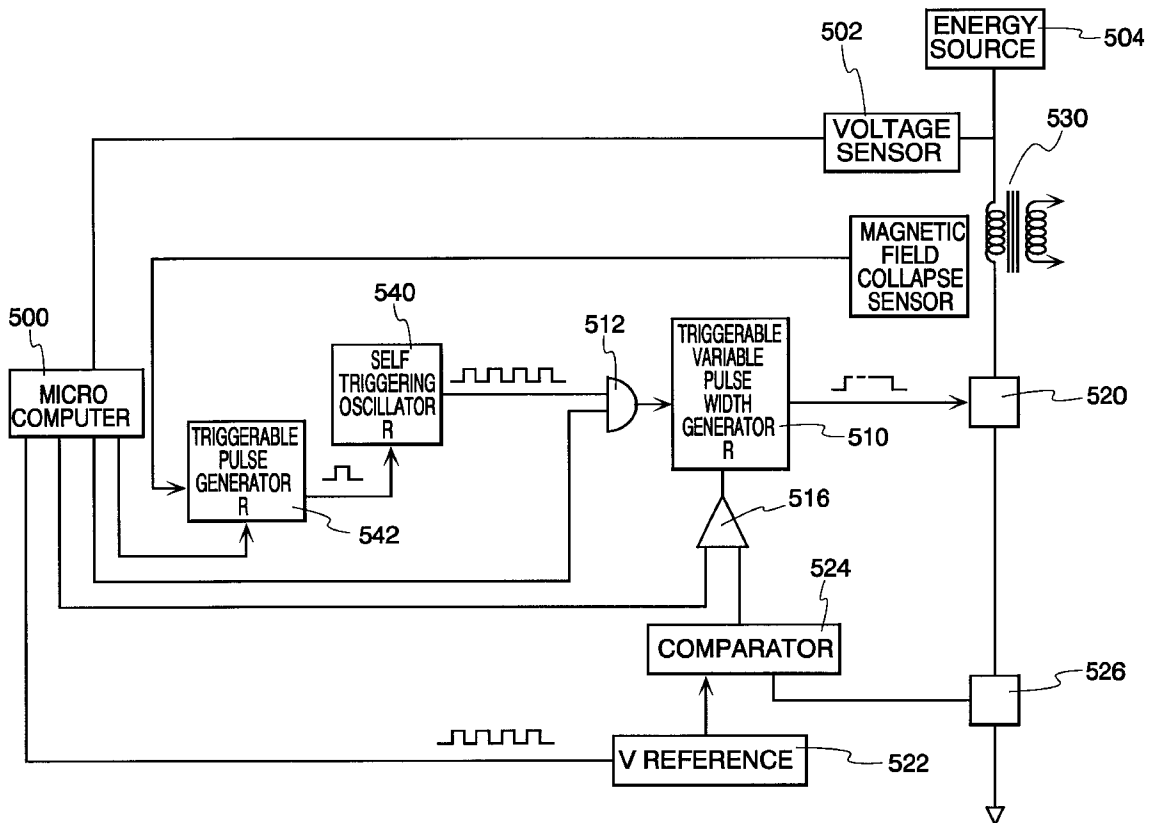 ENERGY
SOURCE
504
502
VOLTAGE
SENSOR
530
MAGNETIC
FIELD
COLLAPSE
SENSOR
500
MICRO
COMPUTER
540
SELF
TRIGGERING
OSCILLATOR
R
512
TRIGGERABLE
VARIABLE
PULSE
WIDTH
GENERATOR
R
510
520
TRIGGERABLE
PULSE
GENERATOR
R
542
516
524
COMPARATOR
526
V REFERENCE
522